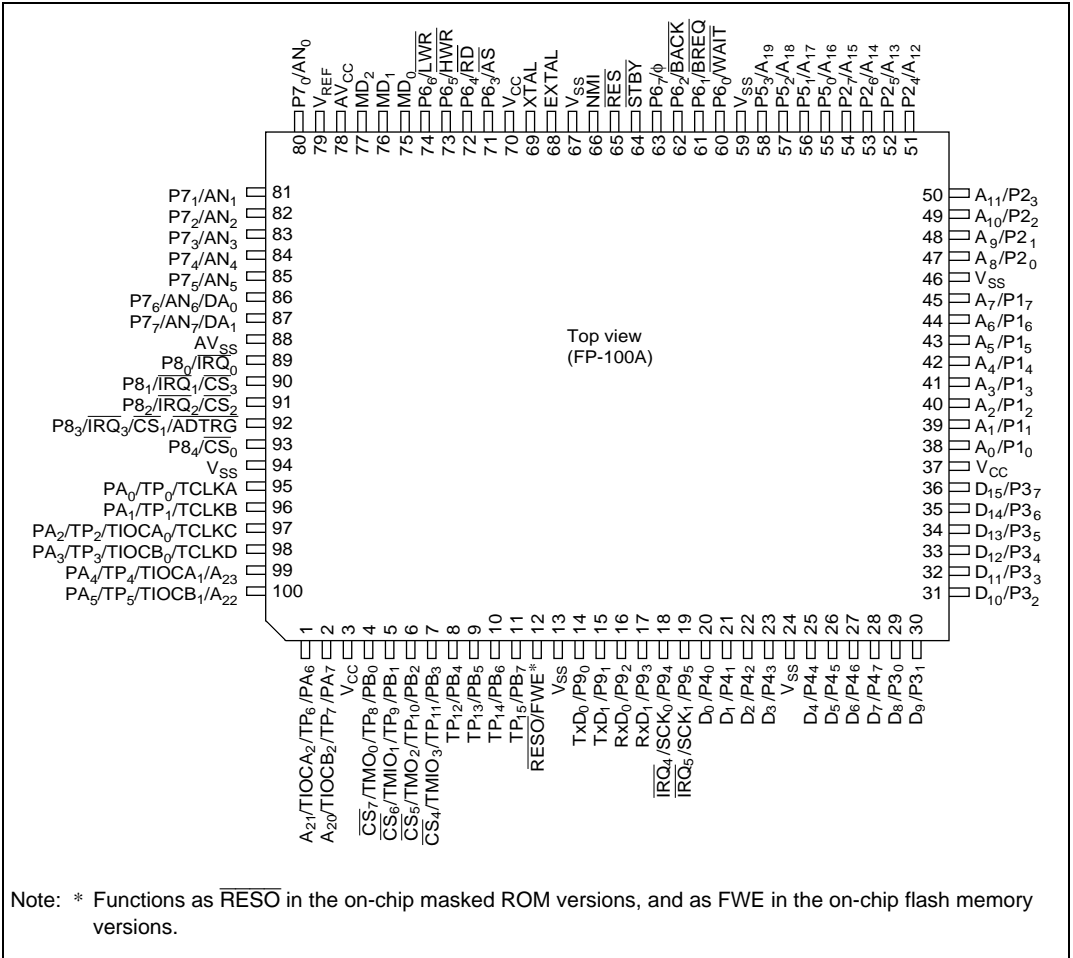 P70/AN0
VREF
AVCC
MD2
MD1
MD0
P66/LWR
P65/HWR
P64/RD
P63/AS
VCC
XTAL
EXTAL
VSS
NMI
RES
STBY
P67/ϕ
P62/BACK
P61/BREQ
P60/WAIT
VSS
P53/A19
P52/A18
P51/A17
P50/A16
P27/A15
P26/A14
P25/A13
P24/A12
80 79 78 77 76 75 74 73 72 71 70 69 68 67 66 65 64 63 62 61 60 59 58 57 56 55 54 53 52 51
P71/AN1 81
P72/AN2 82
P73/AN3 83
P74/AN4 84
P75/AN5 85
P76/AN6/DA0 86
P77/AN7/DA1 87
AVSS 88
P80/IRQ0 89
P81/IRQ1/CS3 90
P82/IRQ2/CS2 91
P83/IRQ3/CS1/ADTRG 92
P84/CS0 93
VSS 94
PA0/TP0/TCLKA 95
PA1/TP1/TCLKB 96
PA2/TP2/TIOCA0/TCLKC 97
PA3/TP3/TIOCB0/TCLKD 98
PA4/TP4/TIOCA1/A23 99
PA5/TP5/TIOCB1/A22 100
Top view
(FP-100A)
50 A11/P23
49 A10/P22
48 A9/P21
47 A8/P20
46 VSS
45 A7/P17
44 A6/P16
43 A5/P15
42 A4/P14
41 A3/P13
40 A2/P12
39 A1/P11
38 A0/P10
37 VCC
36 D15/P37
35 D14/P36
34 D13/P35
33 D12/P34
32 D11/P33
31 D10/P32
1 2 3 4 5 6 7 8 9 10 11 12 13 14 15 16 17 18 19 20 21 22 23 24 25 26 27 28 29 30
A21/TIOCA2/TP6/PA6
A20/TIOCB2/TP7/PA7
VCC
CS7/TMO0/TP8/PB0
CS6/TMIO1/TP9/PB1
CS5/TMO2/TP10/PB2
CS4/TMIO3/TP11/PB3
TP12/PB4
TP13/PB5
TP14/PB6
TP15/PB7
RESO/FWE*
VSS
TxD0/P90
TxD1/P91
RxD0/P92
RxD1/P93
IRQ4/SCK0/P94
IRQ5/SCK1/P95
D0/P40
D1/P41
D2/P42
D3/P43
VSS
D4/P44
D5/P45
D6/P46
D7/P47
D8/P30
D9/P31
Note: * Functions as RESO in the on-chip masked ROM versions, and as FWE in the on-chip flash memory
versions.